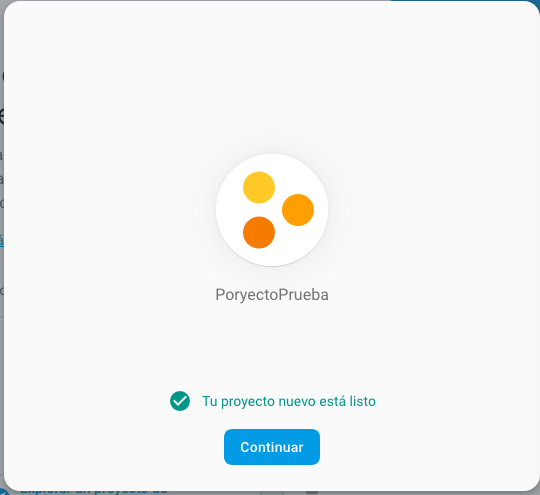 PoryectoPrueba
Tu proyecto nuevo está listo
Continuar